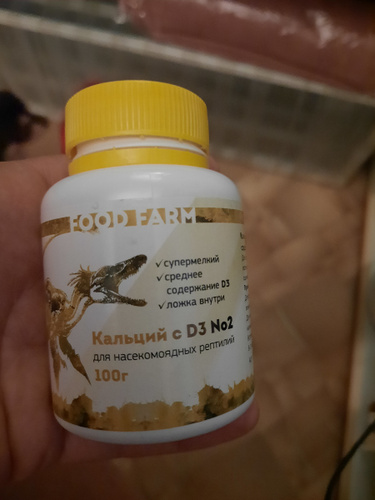 FOOD FARM
✓ супермелкий
✓ среднее
содержание D3
✓ ложка внутри
Кальций с D3 No2
для насекомоядных рептилий
100г